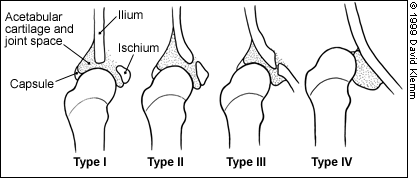 Acetabular
cartilage and
joint space
Ilium
Ischium
Capsule
Type I
Type II
Type III
Type IV
© 1999 David Klemm